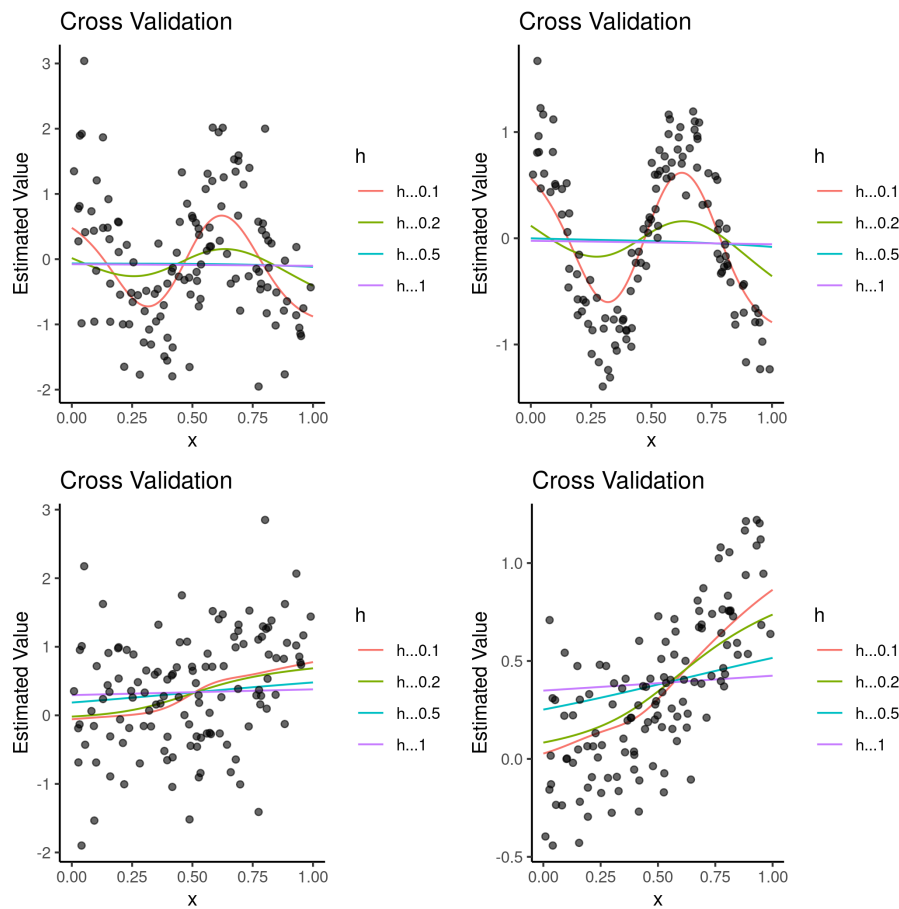 Cross Validation
Estimated Value
3
2
1
0
-1
-2
0.00 0.25 0.50 0.75 1.00
x
h
h...0.1
h...0.2
h...0.5
h...1
Cross Validation
Estimated Value
1
0
-1
0.00 0.25 0.50 0.75 1.00
x
h
h...0.1
h...0.2
h...0.5
h...1
Cross Validation
Estimated Value
3
2
1
0
-1
-2
0.00 0.25 0.50 0.75 1.00
x
h
h...0.1
h...0.2
h...0.5
h...1
Cross Validation
Estimated Value
1.0
0.5
0.0
-0.5
0.00 0.25 0.50 0.75 1.00
x
h
h...0.1
h...0.2
h...0.5
h...1